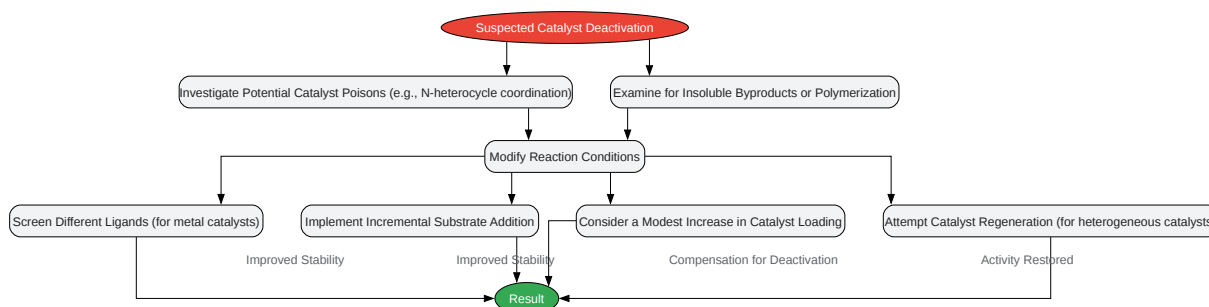 Suspected Catalyst Deactivation
Investigate Potential Catalyst Poisons (e.g., N-heterocycle coordination)
Examine for Insoluble Byproducts or Polymerization
Modify Reaction Conditions
Screen Different Ligands (for metal catalysts)
Implement Incremental Substrate Addition
Consider a Modest Increase in Catalyst Loading
Attempt Catalyst Regeneration (for heterogeneous catalysts
Improved Stability
Improved Stability
Compensation for Deactivation
Activity Restored
Result